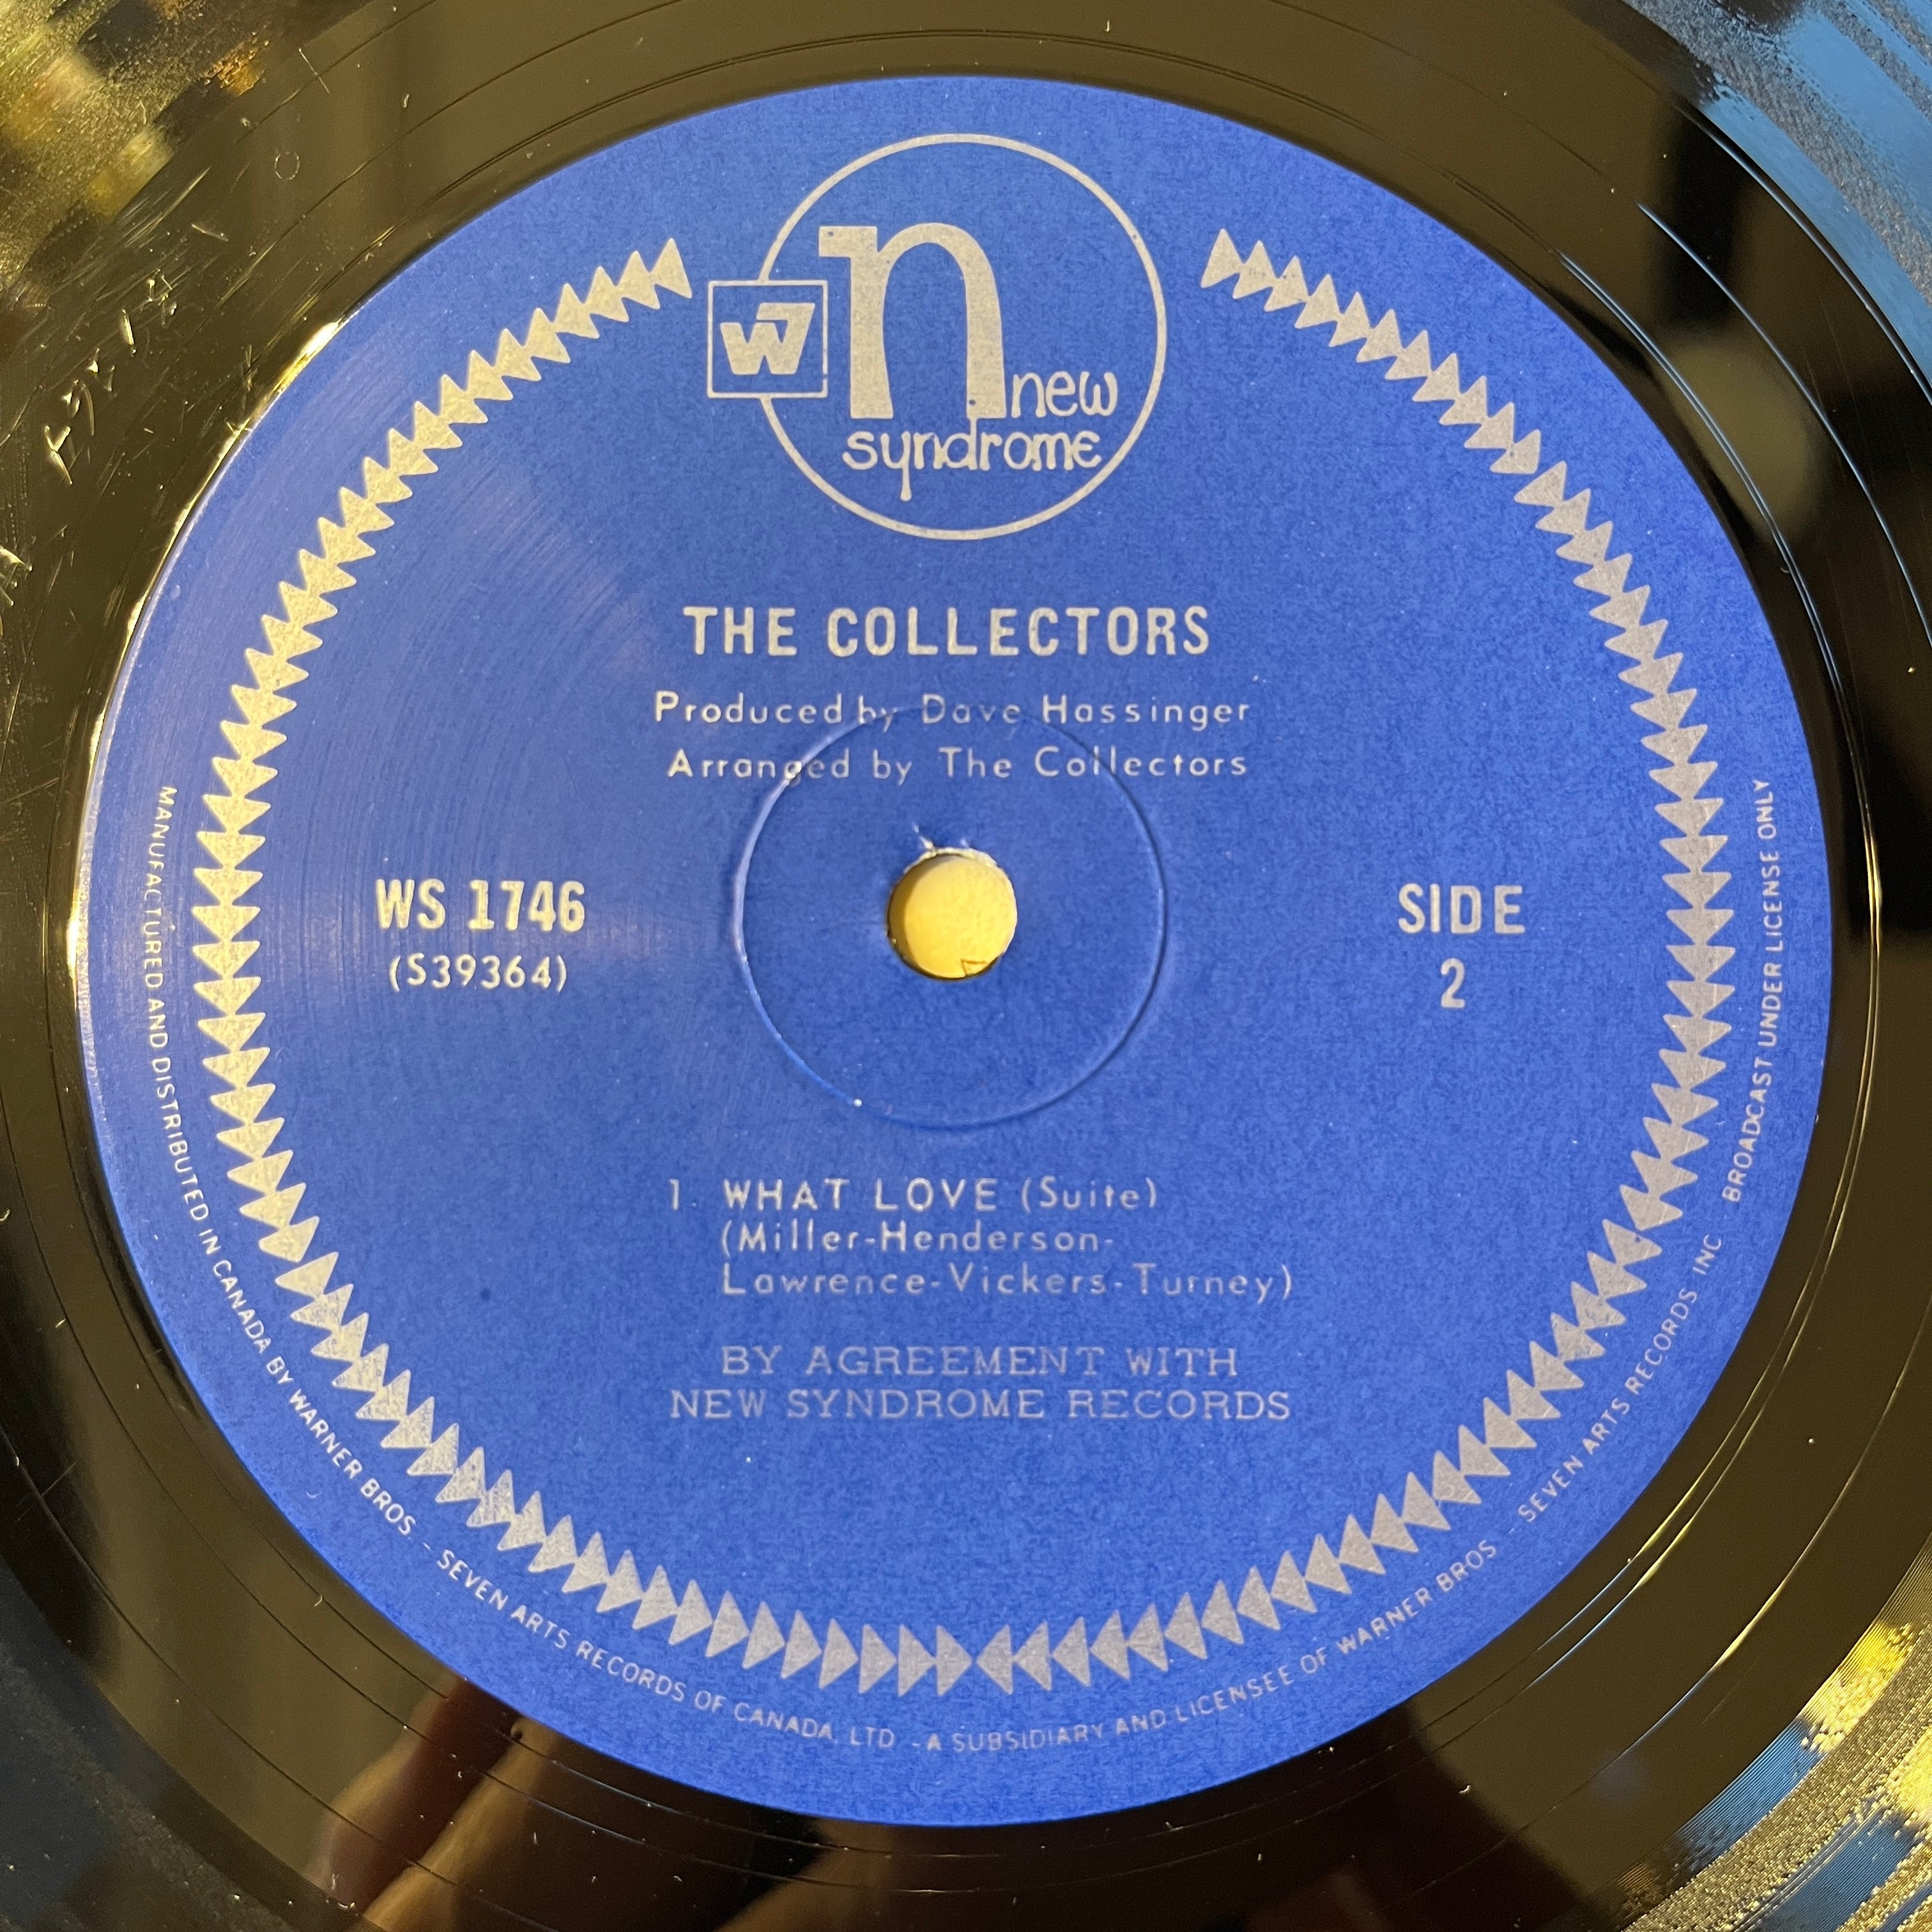 W7
n new
syndrome
THE COLLECTORS
Produced by Dave Hassinger
Arranged by The Collectors
WS 1746
(S39364)
SIDE
2
1. WHAT LOVE (Suite)
(Miller-Henderson-
Lawrence-Vickers-Turney)
BY AGREEMENT WITH
NEW SYNDROME RECORDS
MANUFACTURED AND DISTRIBUTED IN CANADA BY WARNER BROS. - SEVEN ARTS RECORDS OF CANADA, LTD. - A SUBSIDIARY AND LICENSEE OF WARNER BROS. - SEVEN ARTS RECORDS INC. BROADCAST UNDER LICENSE ONLY